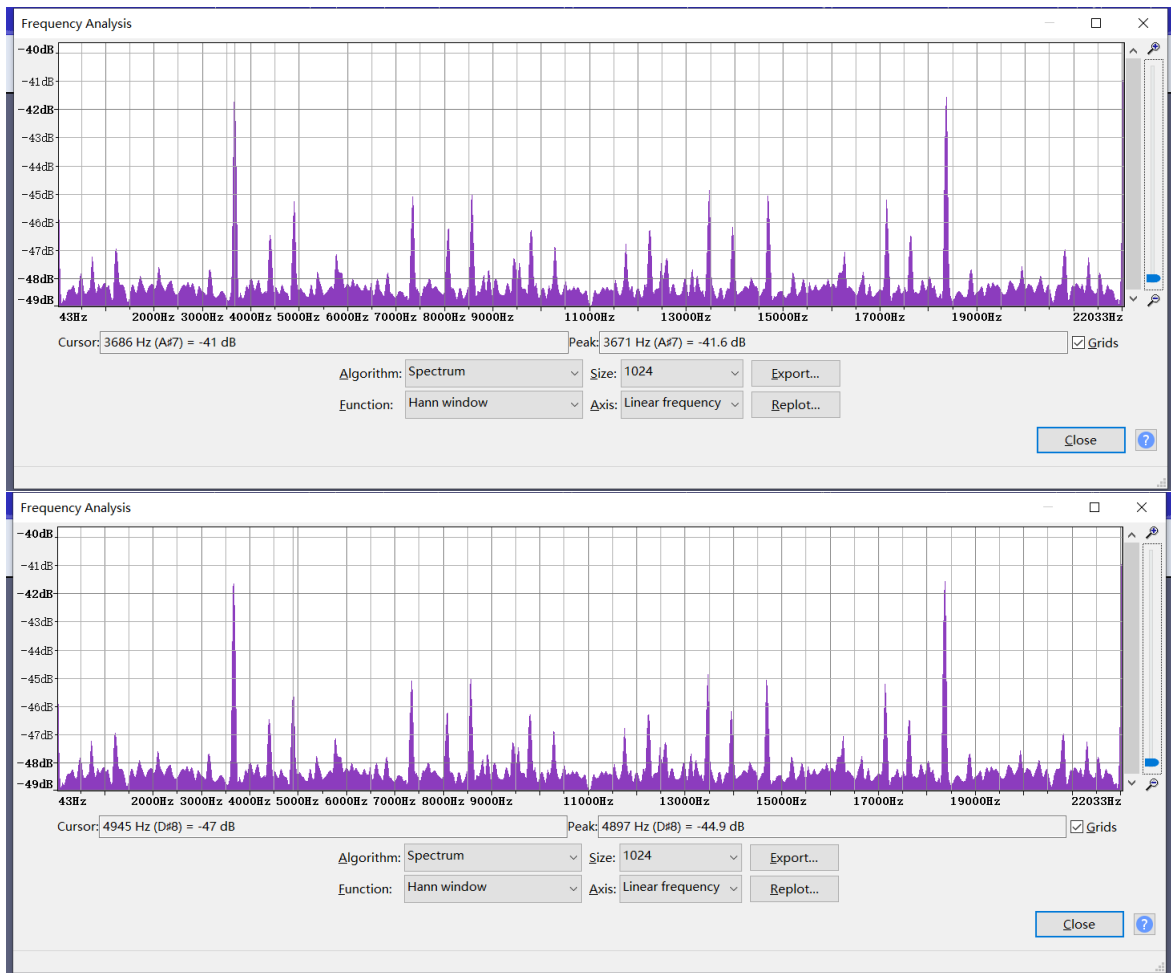 Frequency Analysis
-40dB
-41dB
-42dB
-43dB
-44dB
-45dB
-46dB
-47dB
-48dB
-49dB
43Hz 2000Hz 3000Hz 4000Hz 5000Hz 6000Hz 7000Hz 8000Hz 9000Hz 11000Hz 13000Hz 15000Hz 17000Hz 19000Hz 22033Hz
Cursor: 3686 Hz (A♯7) = -41 dB Peak: 3671 Hz (A♯7) = -41.6 dB Grids
Algorithm: Spectrum Size: 1024 Export...
Function: Hann window Axis: Linear frequency Replot...
Close ?
Frequency Analysis
-40dB
-41dB
-42dB
-43dB
-44dB
-45dB
-46dB
-47dB
-48dB
-49dB
43Hz 2000Hz 3000Hz 4000Hz 5000Hz 6000Hz 7000Hz 8000Hz 9000Hz 11000Hz 13000Hz 15000Hz 17000Hz 19000Hz 22033Hz
Cursor: 4945 Hz (D♯8) = -47 dB Peak: 4897 Hz (D♯8) = -44.9 dB Grids
Algorithm: Spectrum Size: 1024 Export...
Function: Hann window Axis: Linear frequency Replot...
Close ?